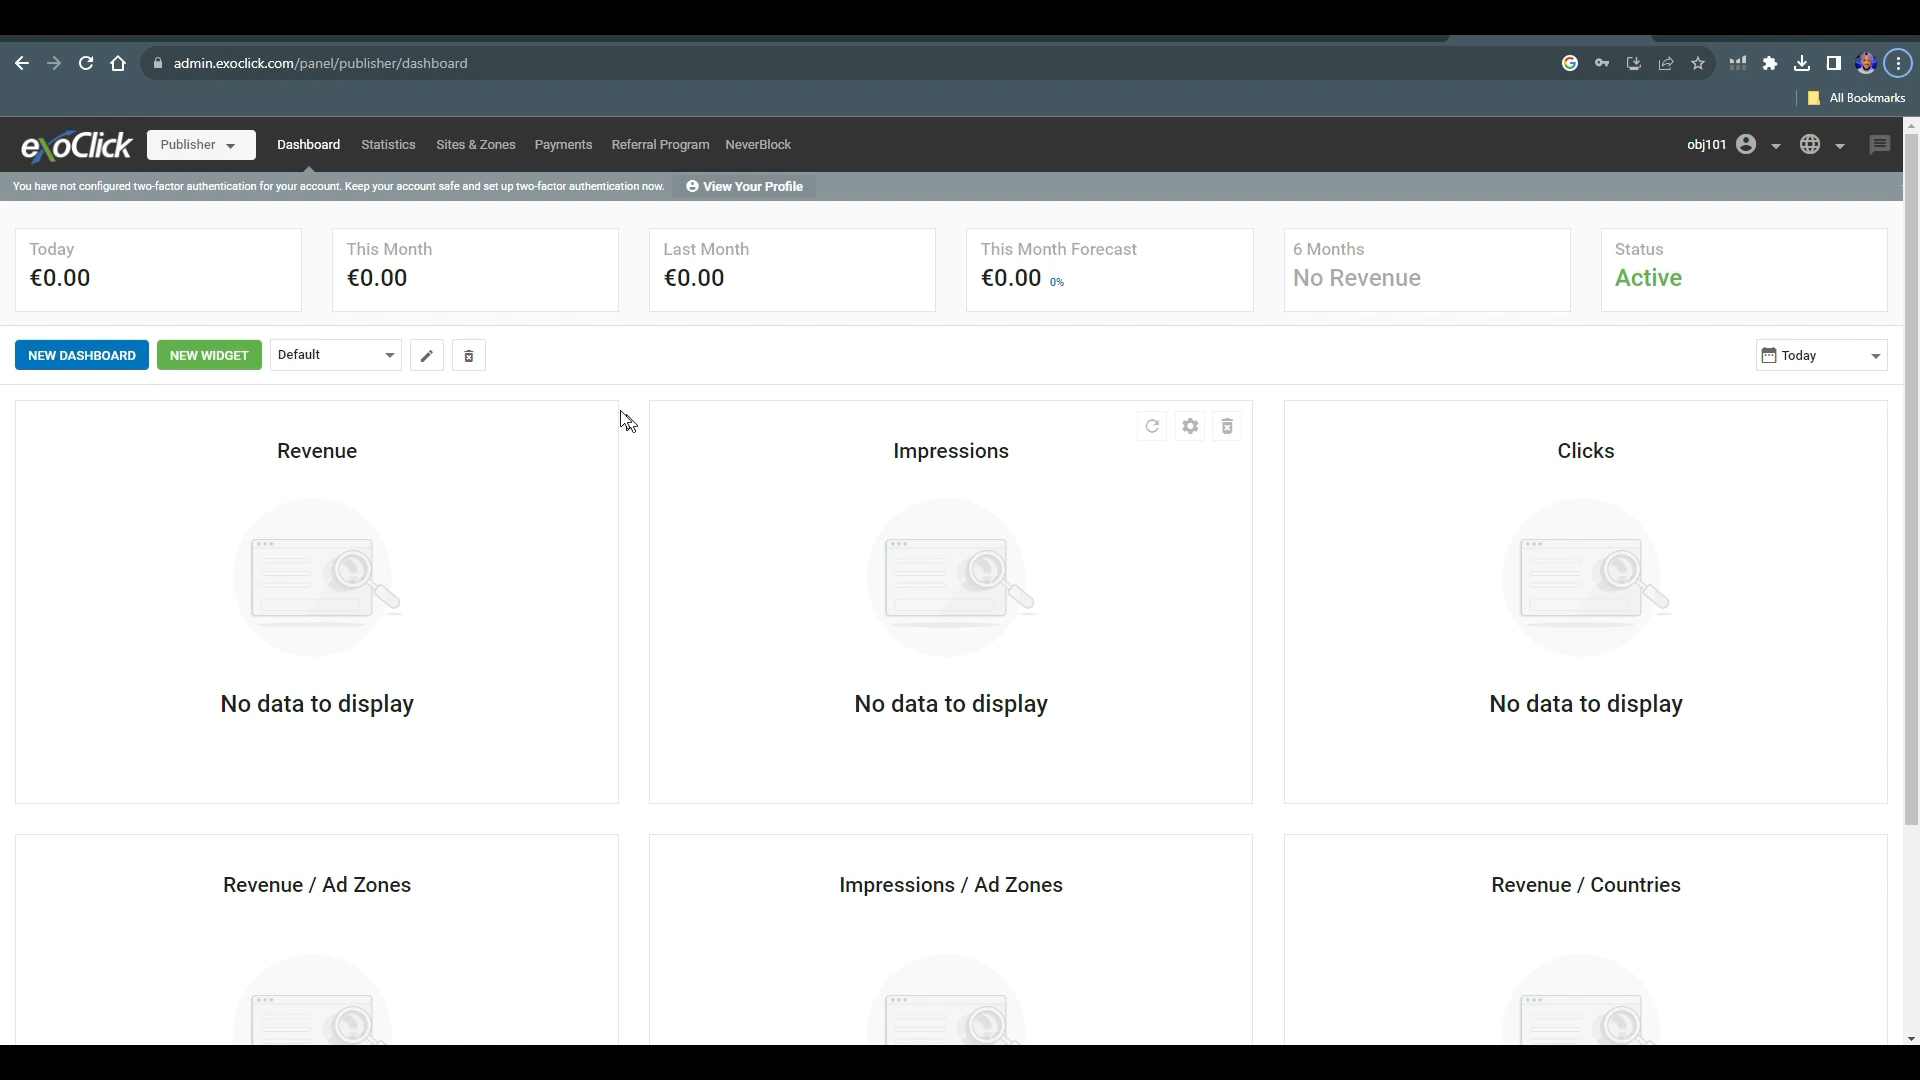 admin.exoclick.com/panel/publisher/dashboard
All Bookmarks
exoClick
Publisher
Dashboard
Statistics
Sites & Zones
Payments
Referral Program
NeverBlock
obj101
You have not configured two-factor authentication for your account. Keep your account safe and set up two-factor authentication now.
View Your Profile
Today
€0.00
This Month
€0.00
Last Month
€0.00
This Month Forecast
€0.00 0%
6 Months
No Revenue
Status
Active
NEW DASHBOARD
NEW WIDGET
Default
Today
Revenue
No data to display
Impressions
No data to display
Clicks
No data to display
Revenue / Ad Zones
Impressions / Ad Zones
Revenue / Countries